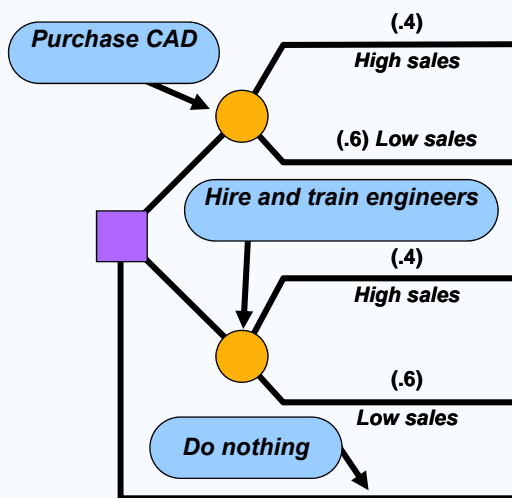 Purchase CAD
(.4)
High sales
(.6) Low sales
Hire and train engineers
(.4)
High sales
(.6)
Low sales
Do nothing